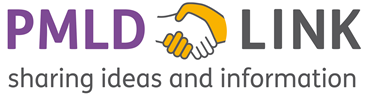 PMLD LINK
sharing ideas and information